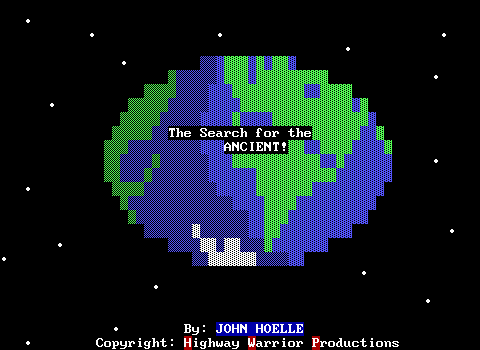 The Search for the
ANCIENT!
By: JOHN HOELLE
Copyright: Highway Warrior Productions